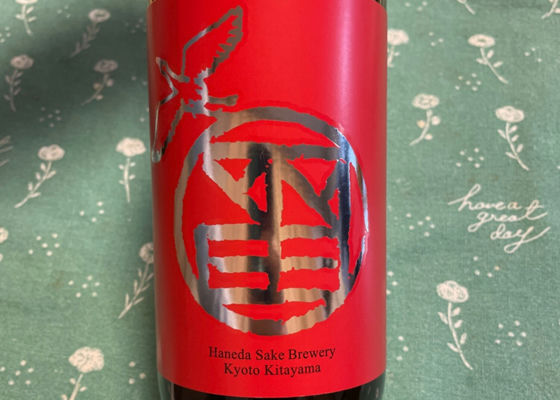 Haneda Sake Brewery
Kyoto Kitayama
have a
great
day